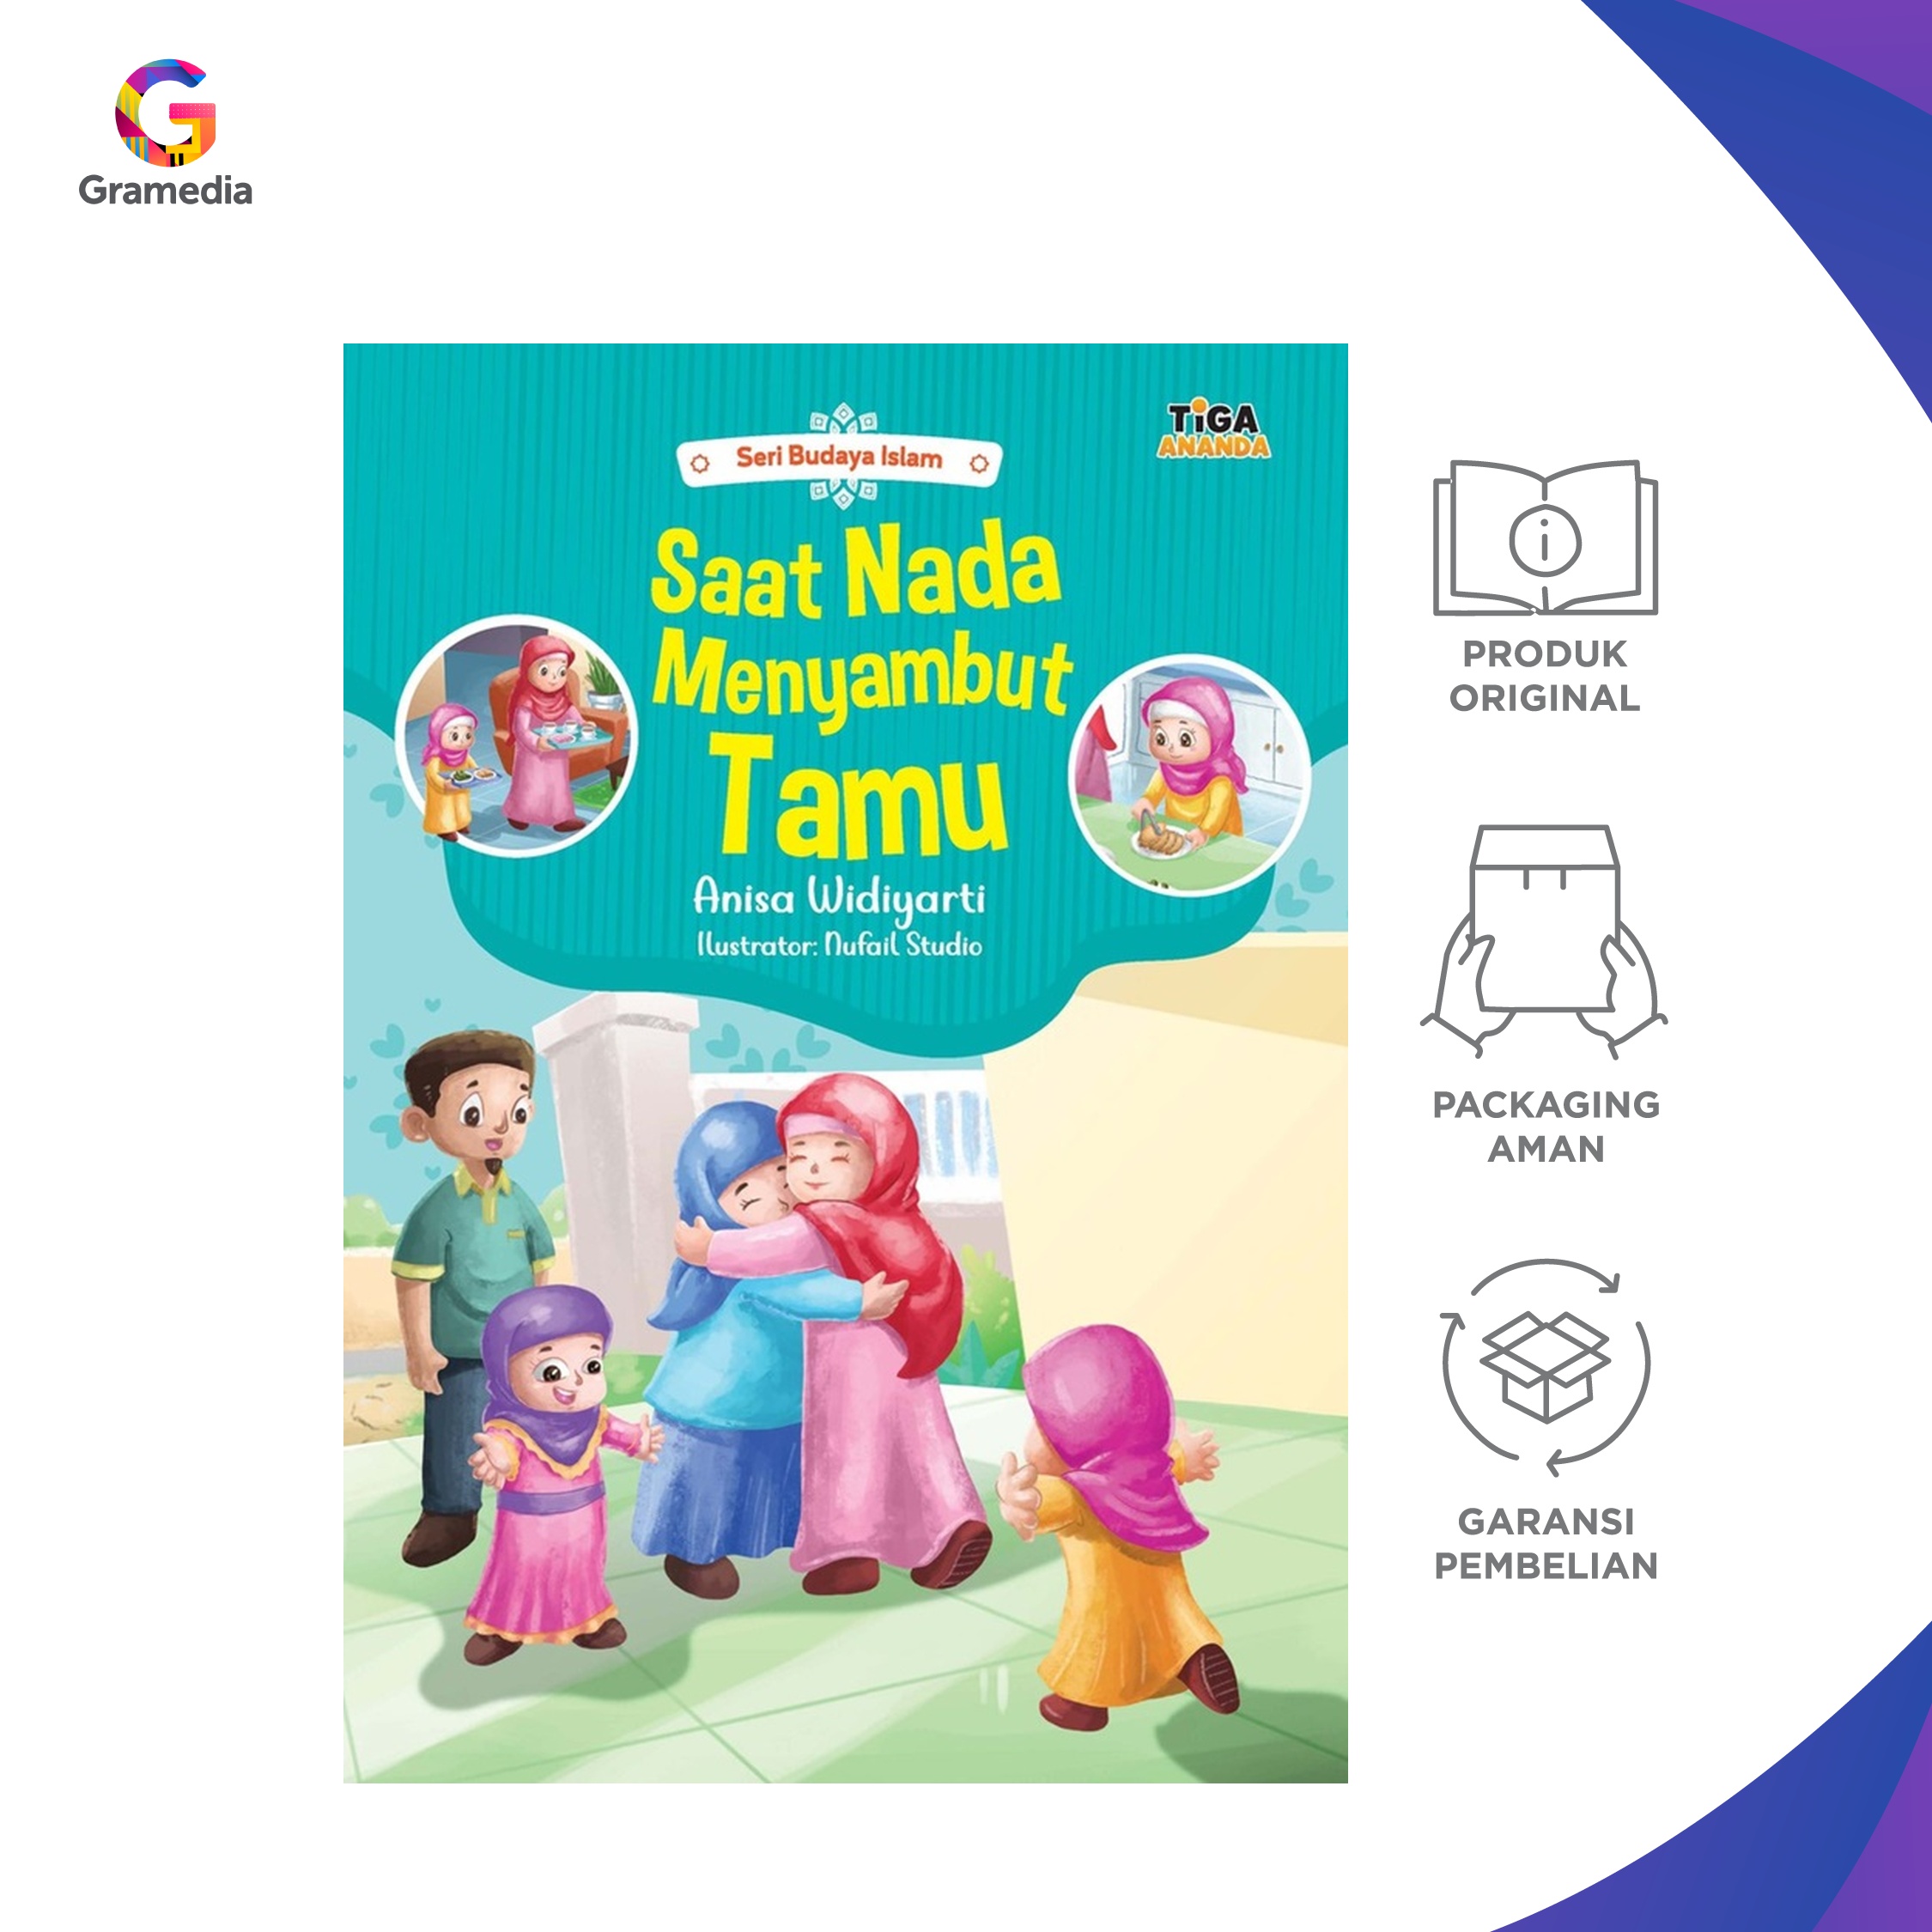 Gramedia
Seri Budaya Islam
TiGA
ANANDA
Saat Nada
Menyambut
Tamu
Anisa Widiyarti
Ilustrator: Nufail Studio
PRODUK
ORIGINAL
PACKAGING
AMAN
GARANSI
PEMBELIAN